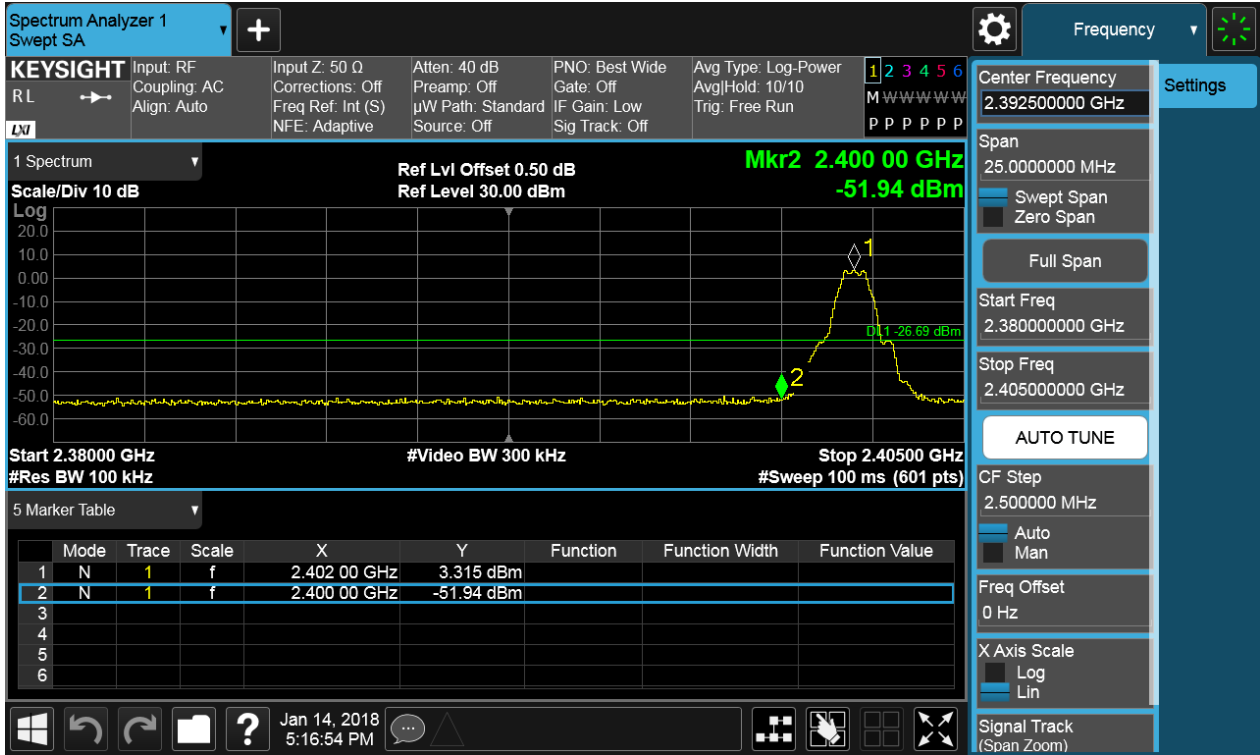 Spectrum Analyzer 1
Swept SA
+
Frequency
KEYSIGHT
RL
LXI
Input: RF
Coupling: AC
Align: Auto
Input Z: 50 Ω
Corrections: Off
Freq Ref: Int (S)
NFE: Adaptive
Atten: 40 dB
Preamp: Off
µW Path: Standard
Source: Off
PNO: Best Wide
Gate: Off
IF Gain: Low
Sig Track: Off
Avg Type: Log-Power
Avg|Hold: 10/10
Trig: Free Run
1 2 3 4 5 6
M W W W W W
P P P P P P
1 Spectrum
Scale/Div 10 dB
Ref Lvl Offset 0.50 dB
Ref Level 30.00 dBm
Mkr2 2.400 00 GHz
-51.94 dBm
Log
20.0
10.0
0.00
-10.0
-20.0
-30.0
-40.0
-50.0
-60.0
1
DL1 -26.69 dBm
2
Start 2.38000 GHz
#Res BW 100 kHz
#Video BW 300 kHz
Stop 2.40500 GHz
#Sweep 100 ms (601 pts)
5 Marker Table
Mode Trace Scale X Y Function Function Width Function Value
1 N 1 f 2.402 00 GHz 3.315 dBm
2 N 1 f 2.400 00 GHz -51.94 dBm
3
4
5
6
?
Jan 14, 2018
5:16:54 PM
Center Frequency
2.392500000 GHz
Span
25.0000000 MHz
Swept Span
Zero Span
Full Span
Start Freq
2.380000000 GHz
Stop Freq
2.405000000 GHz
AUTO TUNE
CF Step
2.500000 MHz
Auto
Man
Freq Offset
0 Hz
X Axis Scale
Log
Lin
Signal Track
(Span Zoom)
Settings